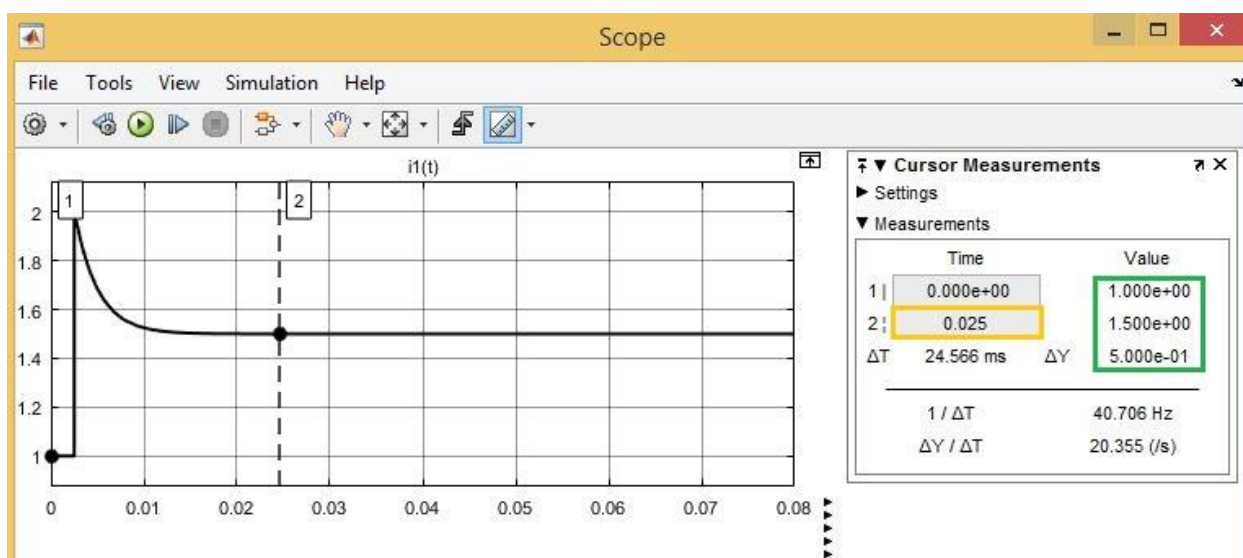 Scope
File Tools View Simulation Help
i1(t)
1
2
2
1.8
1.6
1.4
1.2
1
0 0.01 0.02 0.03 0.04 0.05 0.06 0.07 0.08
Cursor Measurements
Settings
Measurements
Time Value
1 0.000e+00 1.000e+00
2 0.025 1.500e+00
ΔT 24.566 ms ΔY 5.000e-01
1 / ΔT 40.706 Hz
ΔY / ΔT 20.355 (/s)